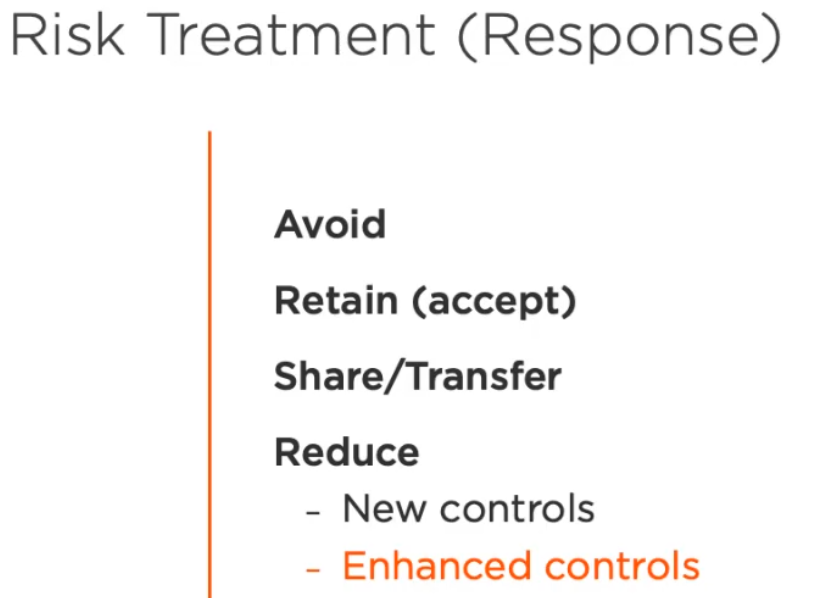 Risk Treatment (Response)
Avoid
Retain (accept)
Share/Transfer
Reduce
- New controls
- Enhanced controls